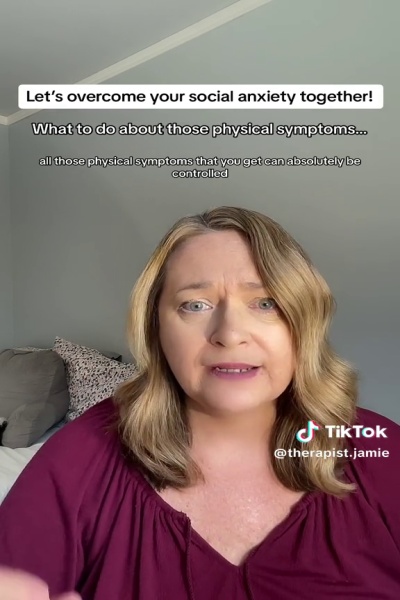 Let's overcome your social anxiety together!
What to do about those physical symptoms...
all those physical symptoms that you get can absolutely be
controlled
TikTok
@therapist.jamie